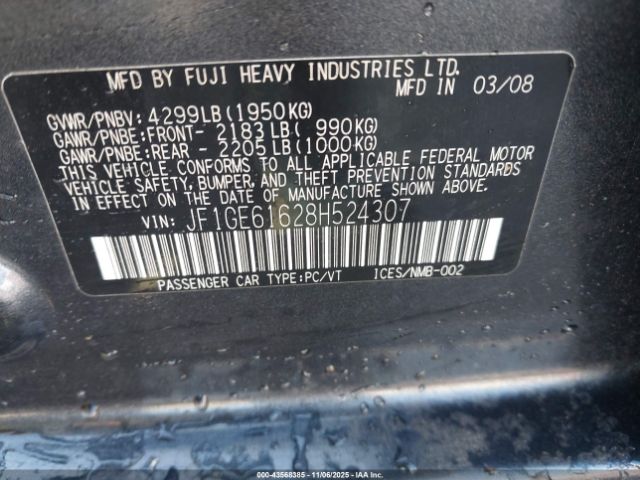 MFD BY FUJI HEAVY INDUSTRIES LTD.
MFD IN 03/08
GVWR/PNBV: 4299LB(1950KG)
GAWR/PNBE:FRONT- 2183LB( 990KG)
GAWR/PNBE:REAR - 2205LB(1000KG)
THIS VEHICLE CONFORMS TO ALL APPLICABLE FEDERAL MOTOR
VEHICLE SAFETY, BUMPER, AND THEFT PREVENTION STANDARDS
IN EFFECT ON THE DATE OF MANUFACTURE SHOWN ABOVE.
VIN: JF1GE61628H524307
PASSENGER CAR TYPE:PC/VT ICES/NMB-002
000-43568385 - 11/06/2025 - IAAI.COM